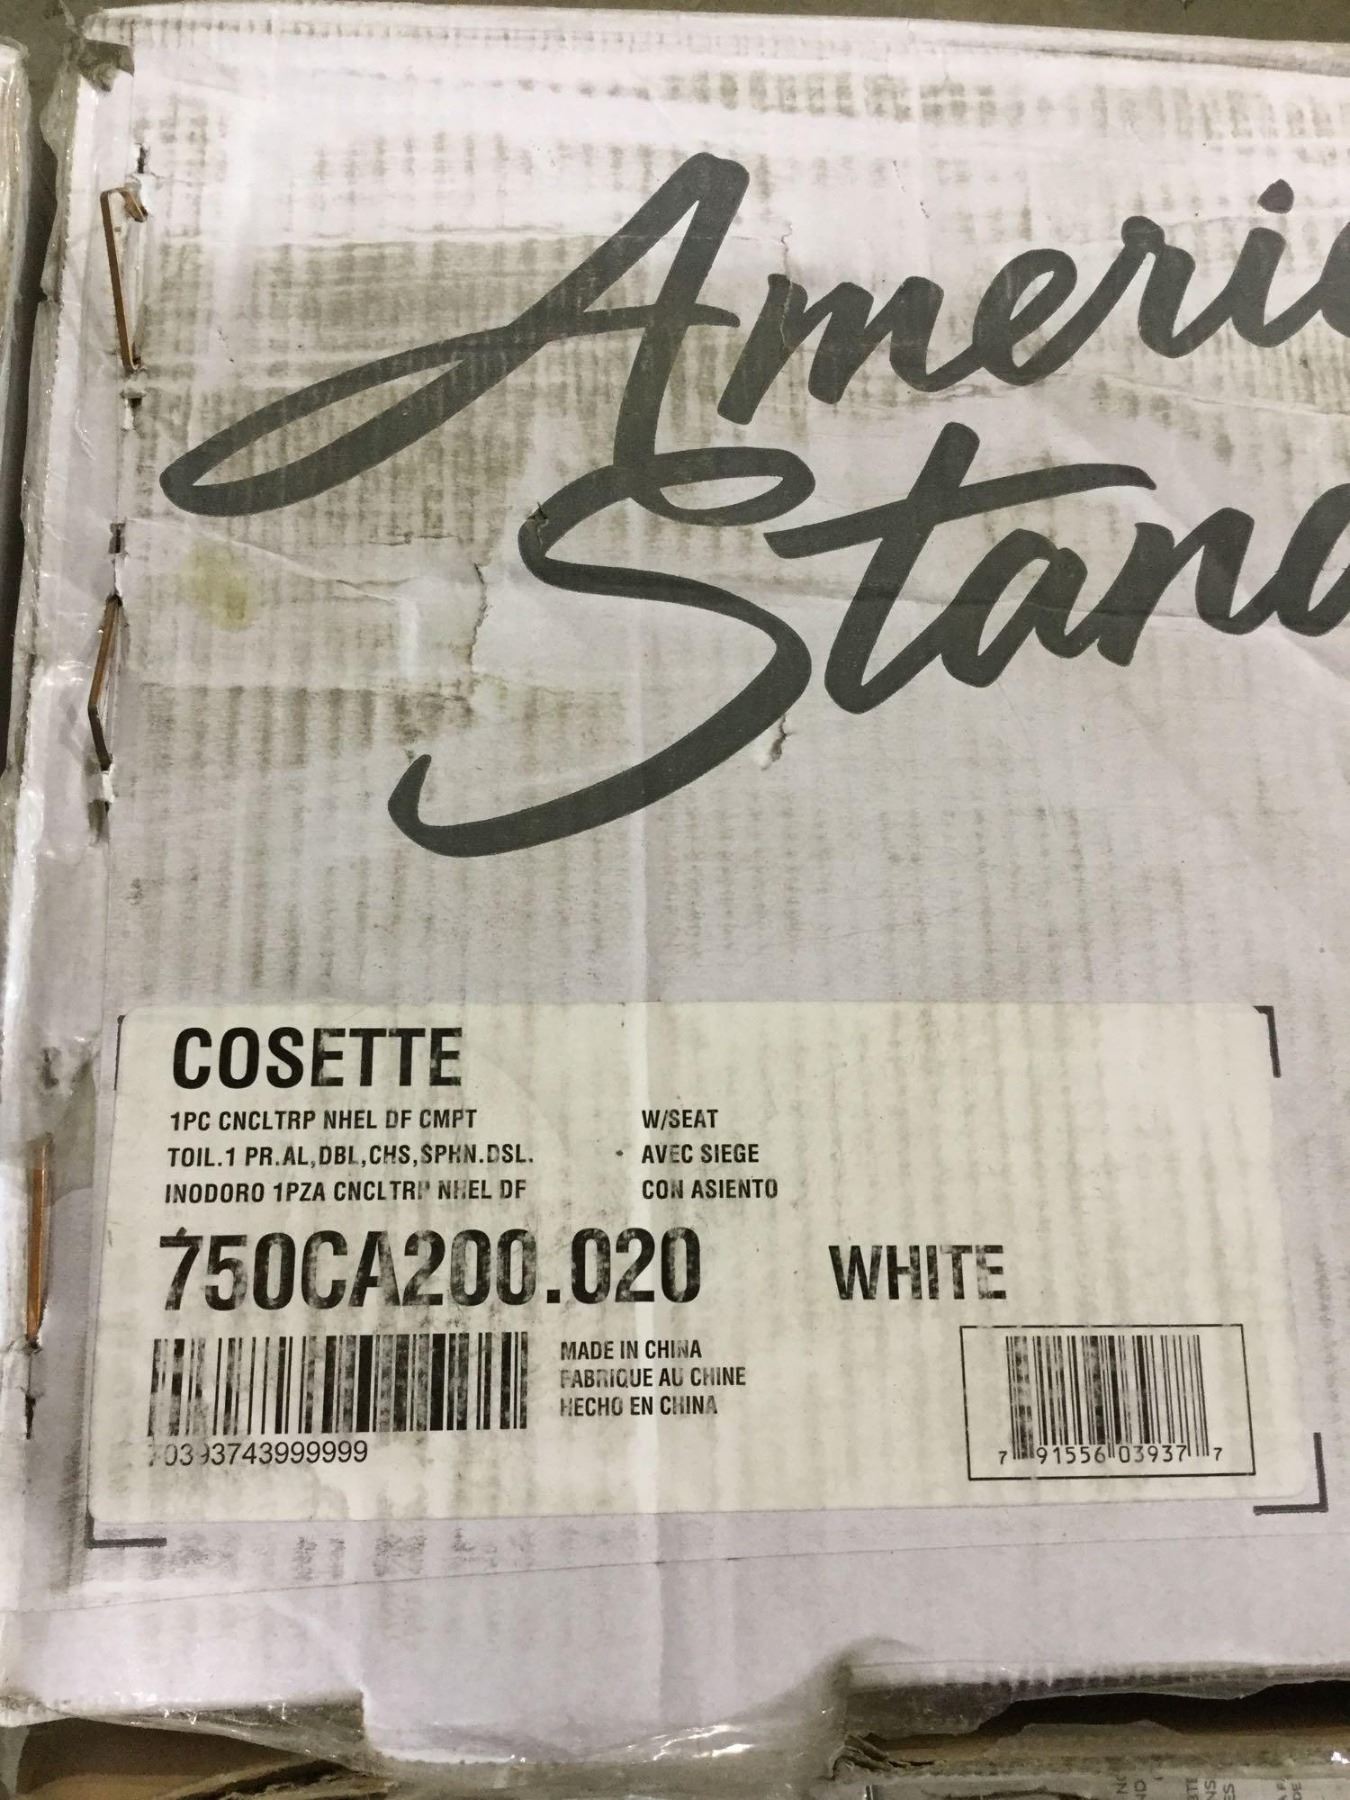 Americ
Stand
COSETTE
1PC CNCLTRP NHEL DF CMPT W/SEAT
TOIL.1 PR.AL,DBL,CHS,SPHN.DSL. AVEC SIEGE
INODORO 1PZA CNCLTRP NHEL DF CON ASIENTO
750CA200.020 WHITE
MADE IN CHINA
FABRIQUE AU CHINE
HECHO EN CHINA
7 91556 03937 7